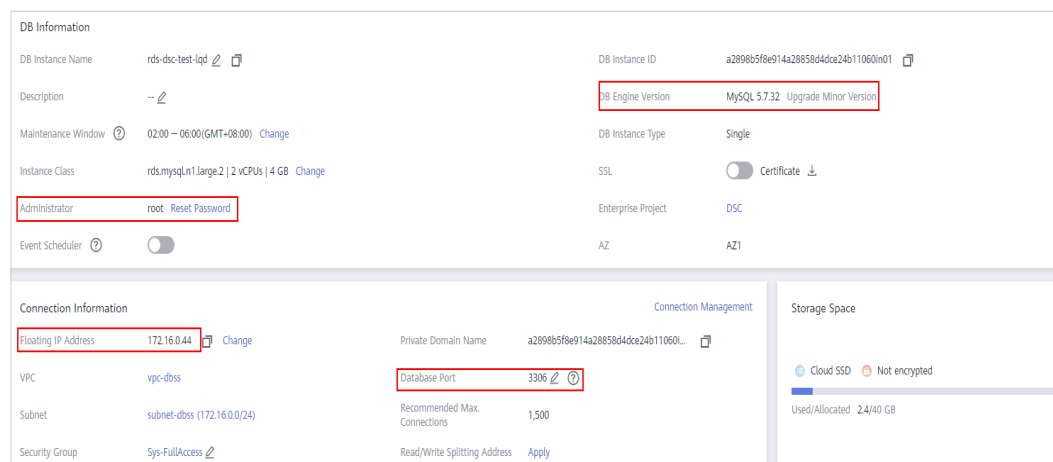 DB Information
DB Instance Name rds-dsc-test-lqd
DB Instance ID a2898b5f8e914a28858d4dce24b11060in01
Description --
DB Engine Version MySQL 5.7.32 Upgrade Minor Version
Maintenance Window 02:00 — 06:00(GMT+08:00) Change
DB Instance Type Single
Instance Class rds.mysql.n1.large.2 | 2 vCPUs | 4 GB Change
SSL Certificate
Administrator root Reset Password
Enterprise Project DSC
Event Scheduler
AZ AZ1
Connection Information Connection Management
Floating IP Address 172.16.0.44 Change
Private Domain Name a2898b5f8e914a28858d4dce24b11060i...
VPC vpc-dbss
Database Port 3306
Subnet subnet-dbss (172.16.0.0/24)
Recommended Max. Connections 1,500
Security Group Sys-FullAccess
Read/Write Splitting Address Apply
Storage Space
Cloud SSD Not encrypted
Used/Allocated 2.4/40 GB